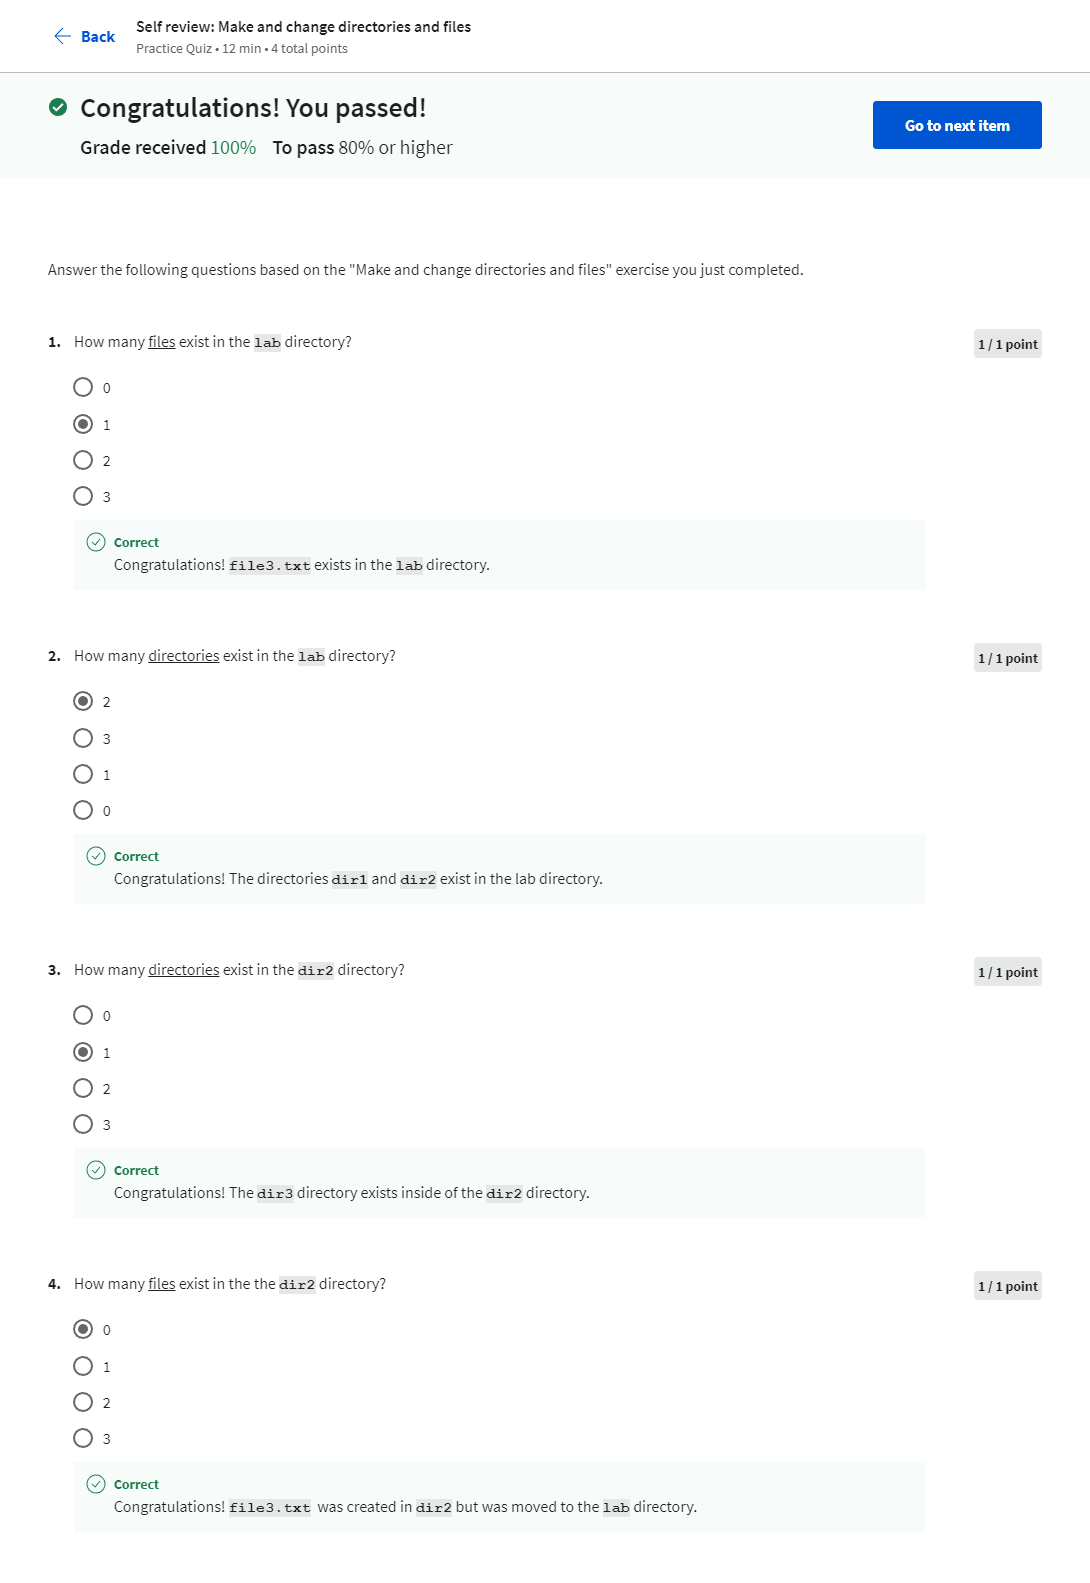 Back
Self review: Make and change directories and files
Practice Quiz • 12 min • 4 total points
Congratulations! You passed!
Grade received 100% To pass 80% or higher
Go to next item
Answer the following questions based on the "Make and change directories and files" exercise you just completed.
1. How many files exist in the lab directory?
1 / 1 point
0
1
2
3
Correct
Congratulations! file3.txt exists in the lab directory.
2. How many directories exist in the lab directory?
1 / 1 point
2
3
1
0
Correct
Congratulations! The directories dir1 and dir2 exist in the lab directory.
3. How many directories exist in the dir2 directory?
1 / 1 point
0
1
2
3
Correct
Congratulations! The dir3 directory exists inside of the dir2 directory.
4. How many files exist in the the dir2 directory?
1 / 1 point
0
1
2
3
Correct
Congratulations! file3.txt was created in dir2 but was moved to the lab directory.